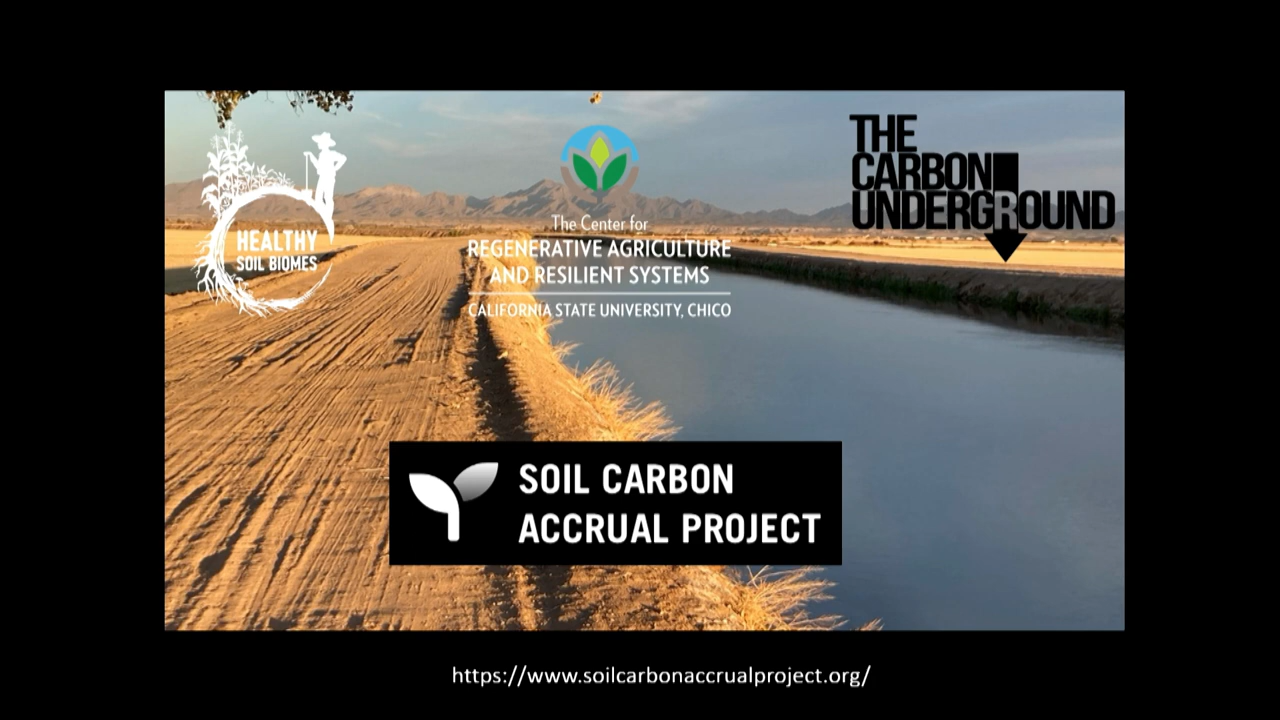 HEALTHY
SOIL BIOMES
The Center for
REGENERATIVE AGRICULTURE
AND RESILIENT SYSTEMS
CALIFORNIA STATE UNIVERSITY, CHICO
THE
CARBON
UNDERGROUND
SOIL CARBON
ACCRUAL PROJECT
https://www.soilcarbonaccrualproject.org/